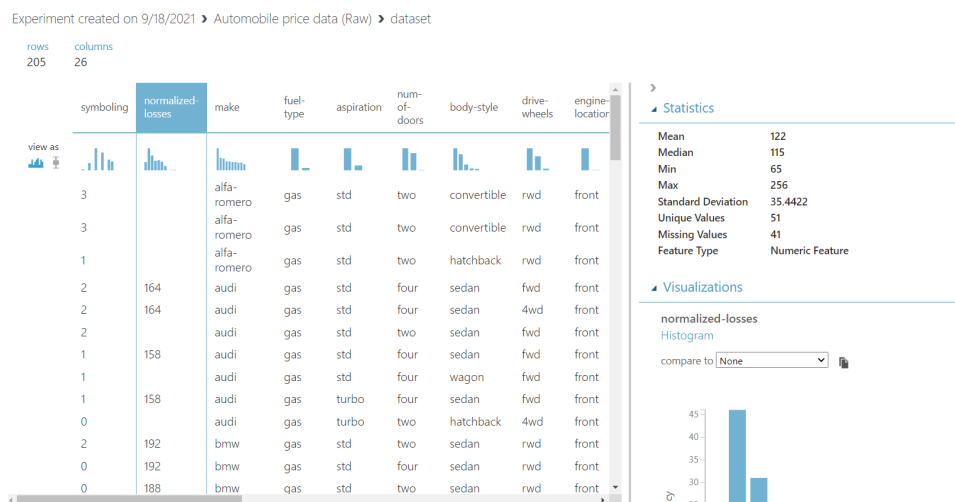 Experiment created on 9/18/2021 › Automobile price data (Raw) › dataset
rows columns
205 26
symboling normalized-losses make fuel-type aspiration num-of-doors body-style drive-wheels engine-location
view as
3 alfa-romero gas std two convertible rwd front
3 alfa-romero gas std two convertible rwd front
1 alfa-romero gas std two hatchback rwd front
2 164 audi gas std four sedan fwd front
2 164 audi gas std four sedan 4wd front
2 audi gas std two sedan fwd front
1 158 audi gas std four sedan fwd front
1 audi gas std four wagon fwd front
1 158 audi gas turbo four sedan fwd front
0 audi gas turbo two hatchback 4wd front
2 192 bmw gas std two sedan rwd front
0 192 bmw gas std four sedan rwd front
0 188 bmw gas std two sedan rwd front
Statistics
Mean 122
Median 115
Min 65
Max 256
Standard Deviation 35.4422
Unique Values 51
Missing Values 41
Feature Type Numeric Feature
Visualizations
normalized-losses
Histogram
compare to None
45
40
35
30